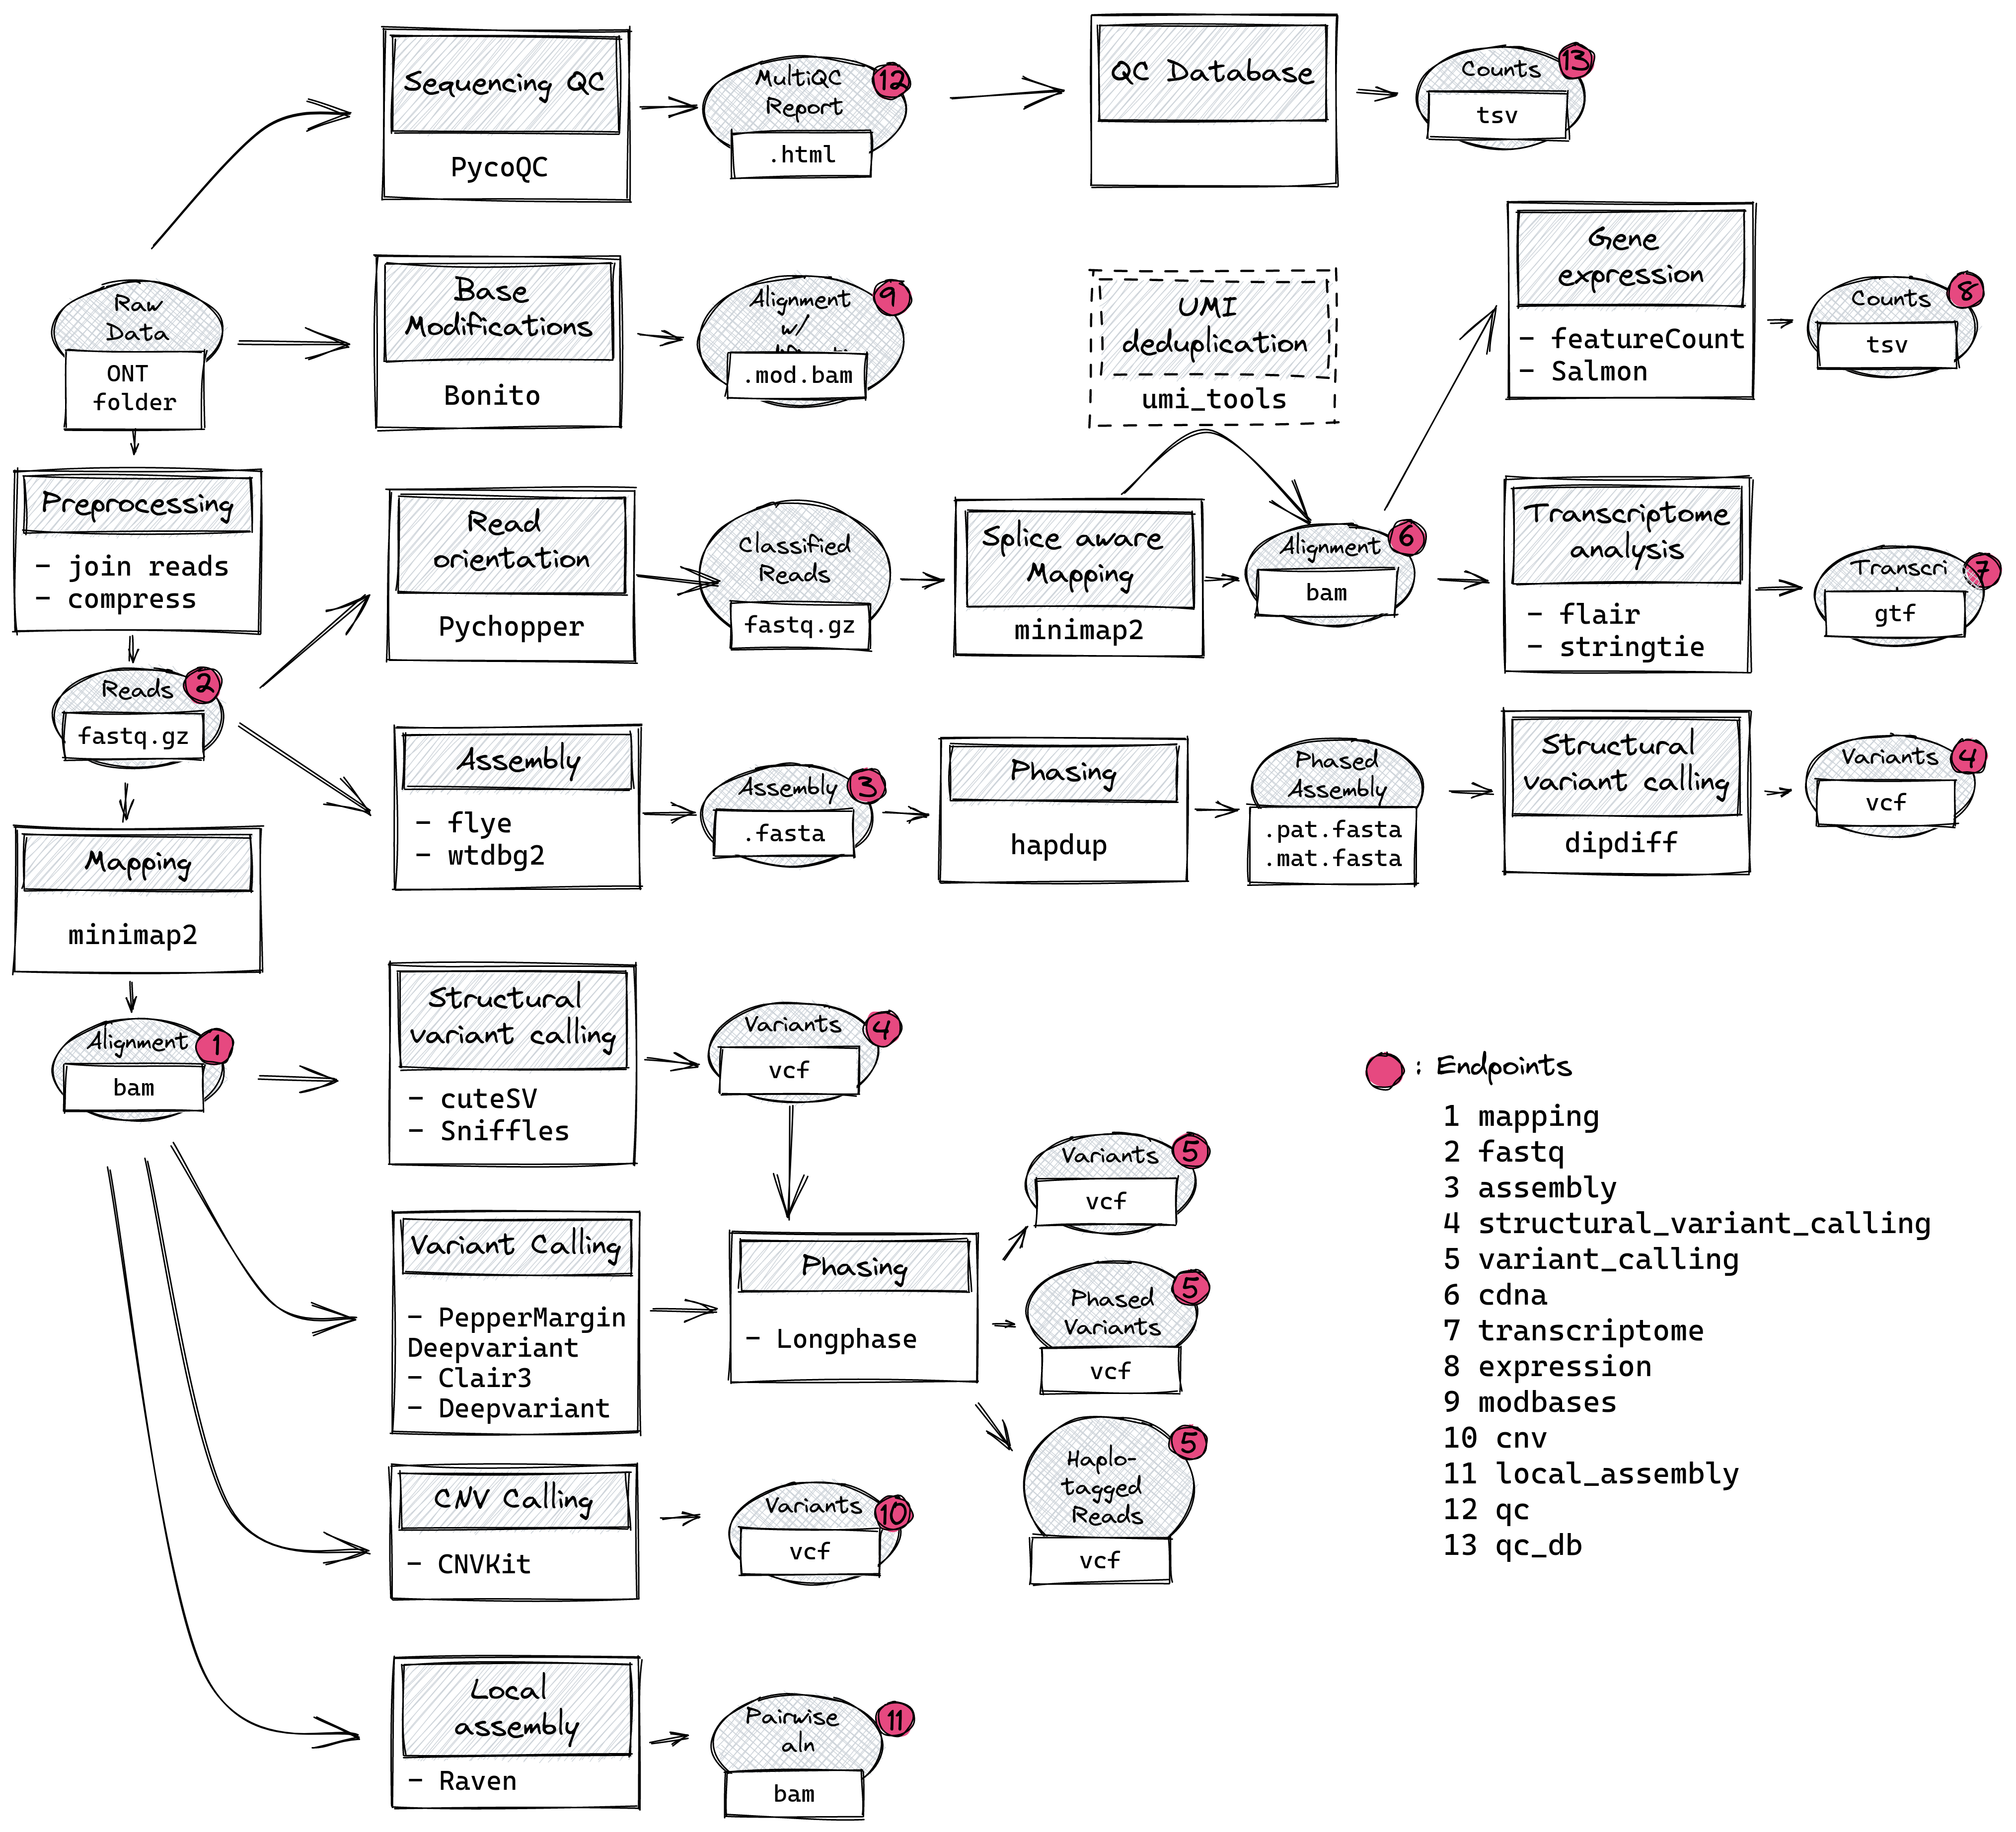 Sequencing QC
PycoQC
MultiQC
Report
12
.html
QC Database
Counts
13
tsv
Raw
Data
ONT
folder
Base
Modifications
Bonito
Alignment
w/
9
.mod.bam
UMI
deduplication
umi_tools
Gene
expression
- featureCount
- Salmon
Counts
8
tsv
Preprocessing
- join reads
- compress
Read
orientation
Pychopper
Classified
Reads
fastq.gz
Splice aware
Mapping
minimap2
Alignment
6
bam
Transcriptome
analysis
- flair
- stringtie
Transcri
7
gtf
Reads
2
fastq.gz
Assembly
- flye
- wtdbg2
Assembly
3
.fasta
Phasing
hapdup
Phased
Assembly
.pat.fasta
.mat.fasta
Structural
variant calling
dipdiff
Variants
4
vcf
Mapping
minimap2
Alignment
1
bam
Structural
variant calling
- cuteSV
- Sniffles
Variants
4
vcf
Variant Calling
- PepperMargin
Deepvariant
- Clair3
- Deepvariant
Phasing
- Longphase
Variants
5
vcf
Phased
Variants
5
vcf
Haplo-
tagged
Reads
5
vcf
CNV Calling
- CNVKit
Variants
10
vcf
Local
assembly
- Raven
Pairwise
aln
11
bam
: Endpoints
1 mapping
2 fastq
3 assembly
4 structural_variant_calling
5 variant_calling
6 cdna
7 transcriptome
8 expression
9 modbases
10 cnv
11 local_assembly
12 qc
13 qc_db